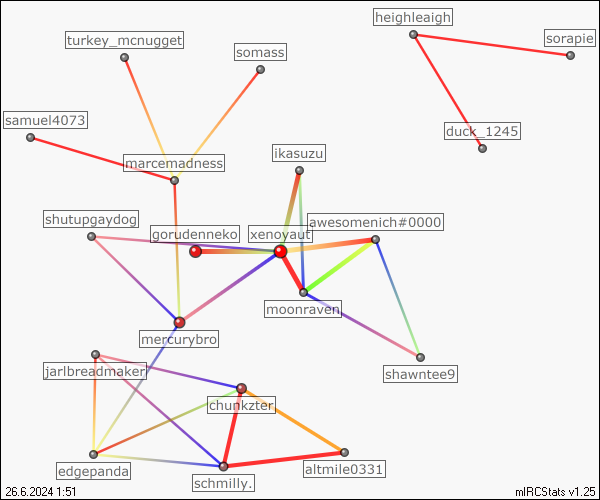 heighleaigh
turkey_mcnugget
sorapie
somass
samuel4073
duck_1245
ikasuzu
marcemadness
shutupgaydog
awesomenich#0000
gorudenneko
xenoyaut
moonraven
mercurybro
jarlbreadmaker
shawntee9
chunkzter
edgepanda
altmile0331
schmilly.
26.6.2024 1:51
mIRCStats v1.25